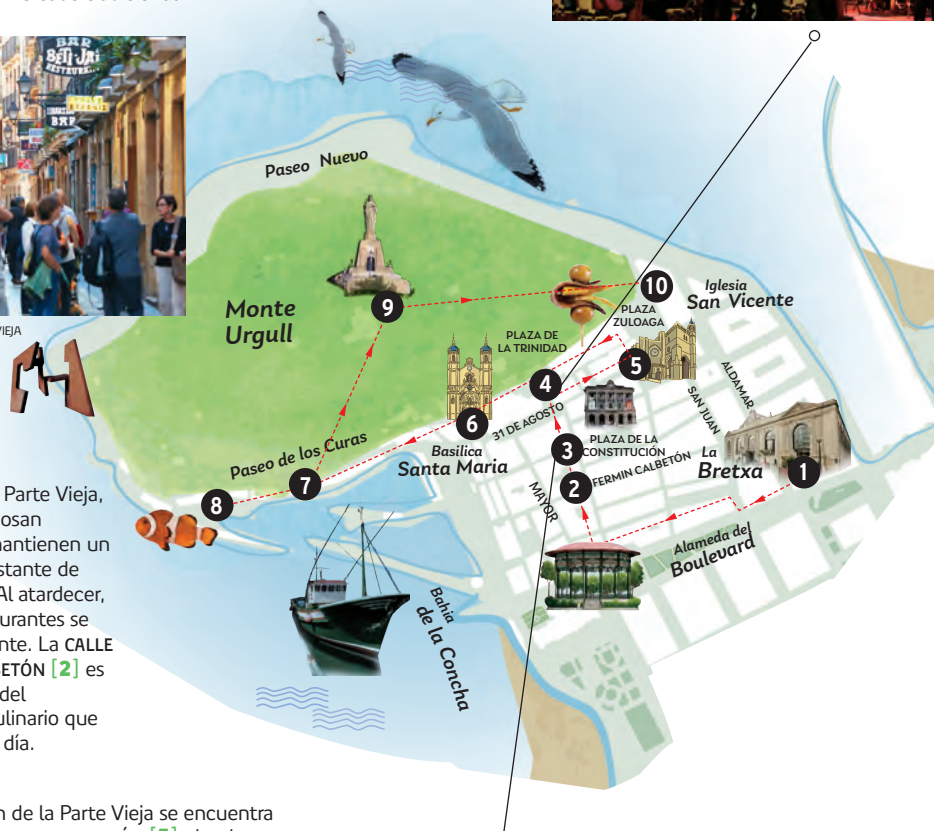 BAR
BETI-JAI
RESTAURA...
BAR
VIEJA
Paseo Nuevo
Monte
Urgull
9
10
Iglesia
San Vicente
PLAZA
ZULOAGA
PLAZA DE
LA TRINIDAD
5
4
ALDAMAR
SAN JUAN
6
31 DE AGOSTO
Basilica
Santa Maria
3
PLAZA DE LA
CONSTITUCIÓN
La
Bretxa
1
2
FERMIN CALBETÓN
MAYOR
Paseo de los Curas
7
8
Alameda del
Boulevard
Bahía
de la Concha
Parte Vieja,
osan
mantienen un
stante de
Al atardecer,
urantes se
nte. La CALLE
BETÓN [2] es
del
ulinario que
día.
n de la Parte Vieja se encuentra